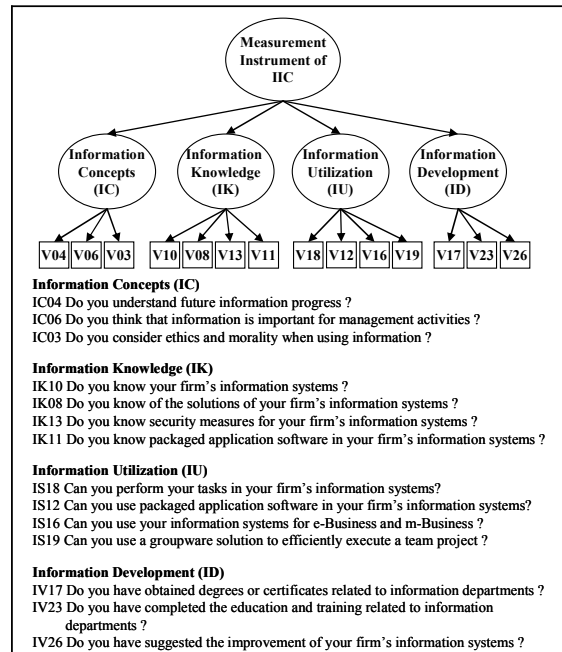 Measurement
Instrument of
IIC
Information
Concepts
(IC)
Information
Knowledge
(IK)
Information
Utilization
(IU)
Information
Development
(ID)
V04 V06 V03 V10 V08 V13 V11 V18 V12 V16 V19 V17 V23 V26
Information Concepts (IC)
IC04 Do you understand future information progress ?
IC06 Do you think that information is important for management activities ?
IC03 Do you consider ethics and morality when using information ?
Information Knowledge (IK)
IK10 Do you know your firm’s information systems ?
IK08 Do you know of the solutions of your firm’s information systems ?
IK13 Do you know security measures for your firm’s information systems ?
IK11 Do you know packaged application software in your firm’s information systems ?
Information Utilization (IU)
IS18 Can you perform your tasks in your firm’s information systems?
IS12 Can you use packaged application software in your firm’s information systems?
IS16 Can you use your information systems for e-Business and m-Business ?
IS19 Can you use a groupware solution to efficiently execute a team project ?
Information Development (ID)
IV17 Do you have obtained degrees or certificates related to information departments ?
IV23 Do you have completed the education and training related to information
departments ?
IV26 Do you have suggested the improvement of your firm’s information systems ?